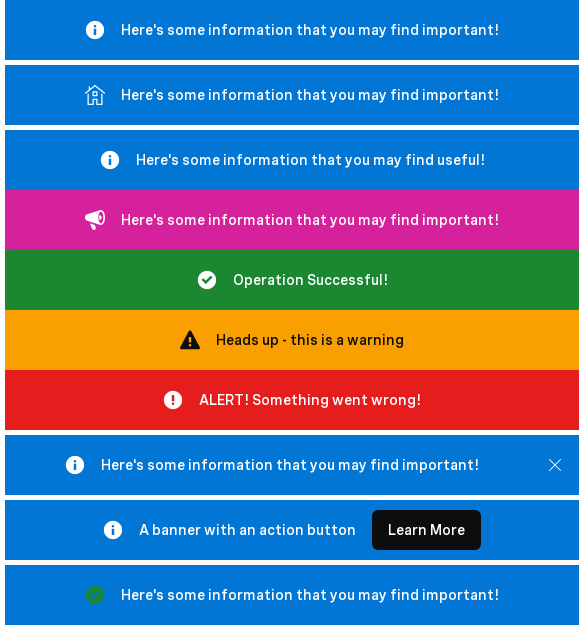 Here's some information that you may find important!
Here's some information that you may find important!
Here's some information that you may find useful!
Here's some information that you may find important!
Operation Successful!
Heads up - this is a warning
ALERT! Something went wrong!
Here's some information that you may find important!
A banner with an action button Learn More
Here's some information that you may find important!